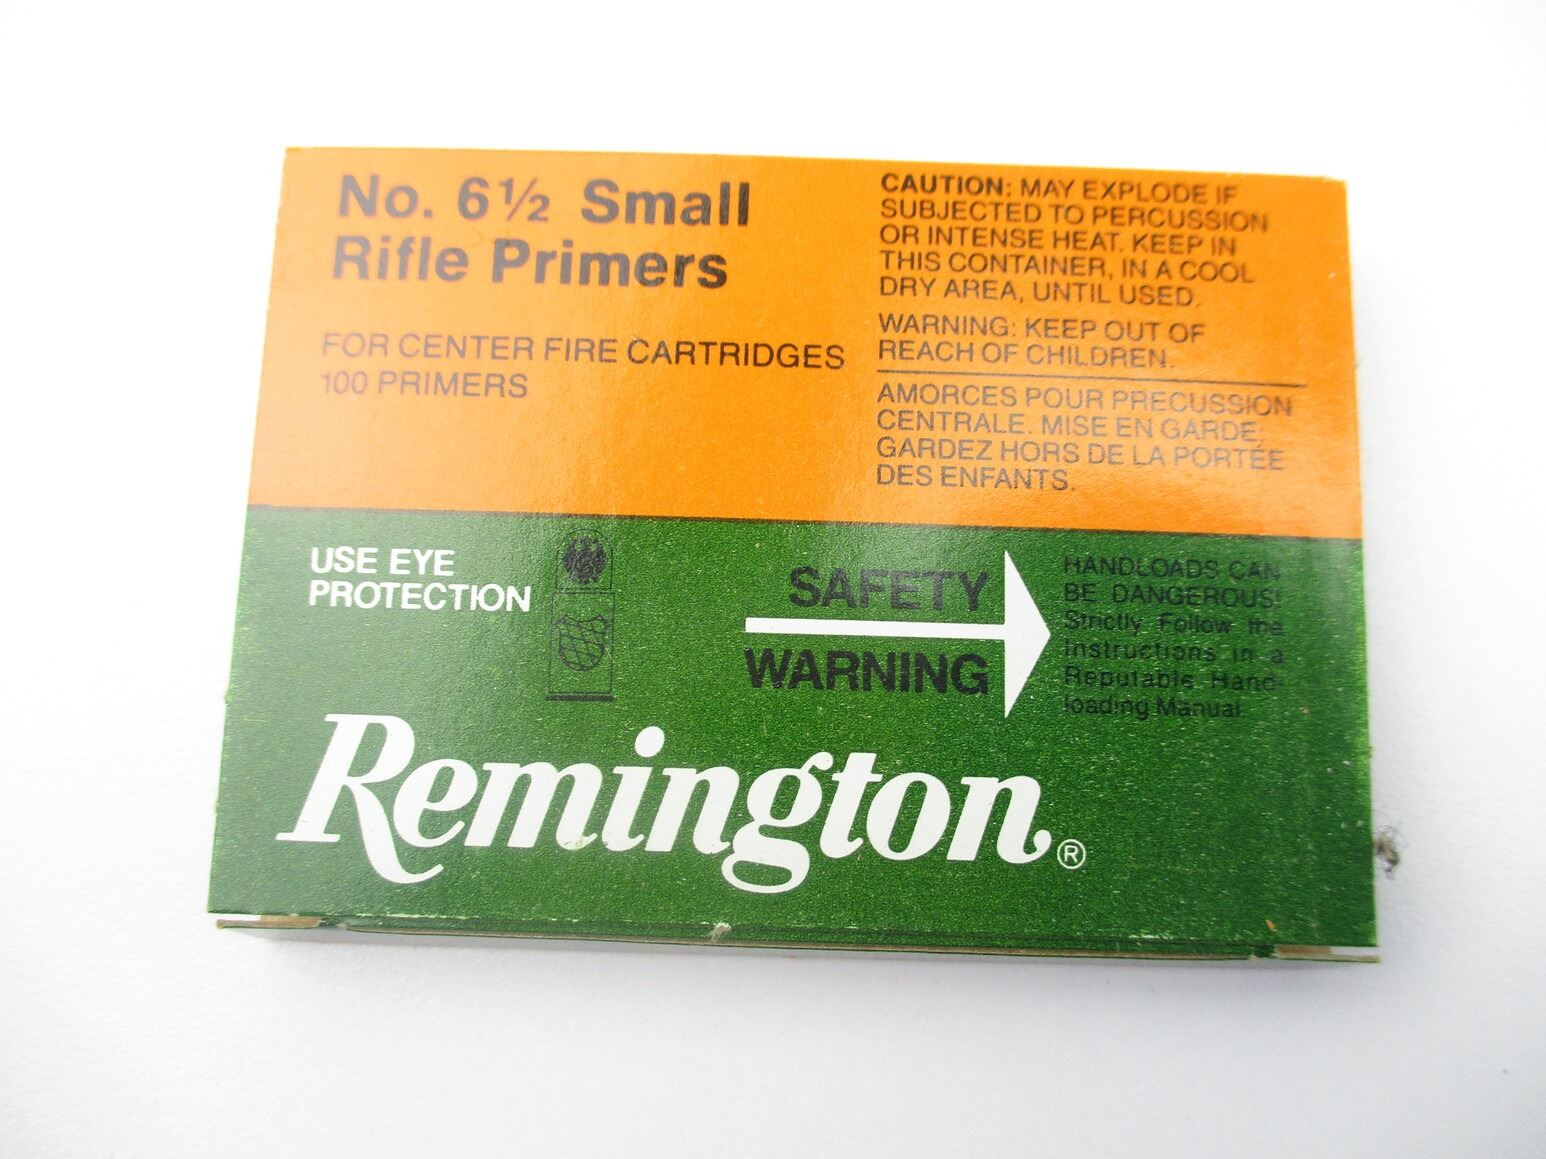 No. 6½ Small
Rifle Primers
FOR CENTER FIRE CARTRIDGES
100 PRIMERS
CAUTION: MAY EXPLODE IF
SUBJECTED TO PERCUSSION
OR INTENSE HEAT. KEEP IN
THIS CONTAINER, IN A COOL
DRY AREA, UNTIL USED.
WARNING: KEEP OUT OF
REACH OF CHILDREN.
AMORCES POUR PRECUSSION
CENTRALE. MISE EN GARDE:
GARDEZ HORS DE LA PORTÉE
DES ENFANTS.
USE EYE
PROTECTION
SAFETY
WARNING
HANDLOADS CAN
BE DANGEROUS!
Strictly Follow the
Instructions in a
Reputable Hand-
loading Manual.
Remington®